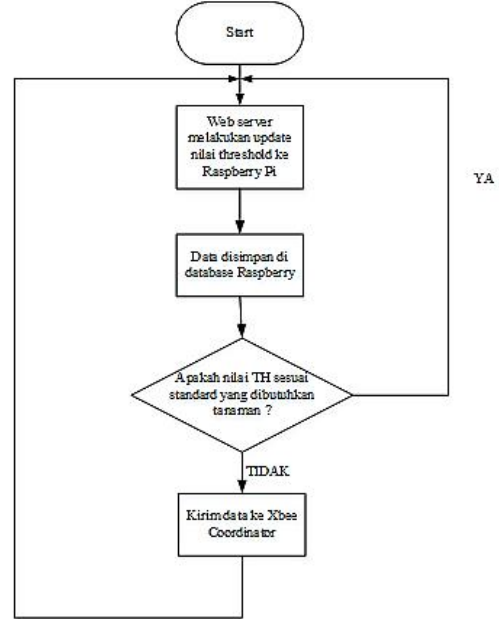 Start
Web server
melakukan update
nilai threshold ke
Raspberry Pi
YA
Data disimpan di
database Raspberry
Apakah nilai TH sesuai
standard yang dibutuhkan
tanaman ?
TIDAK
Kirim data ke Xbee
Coordinator